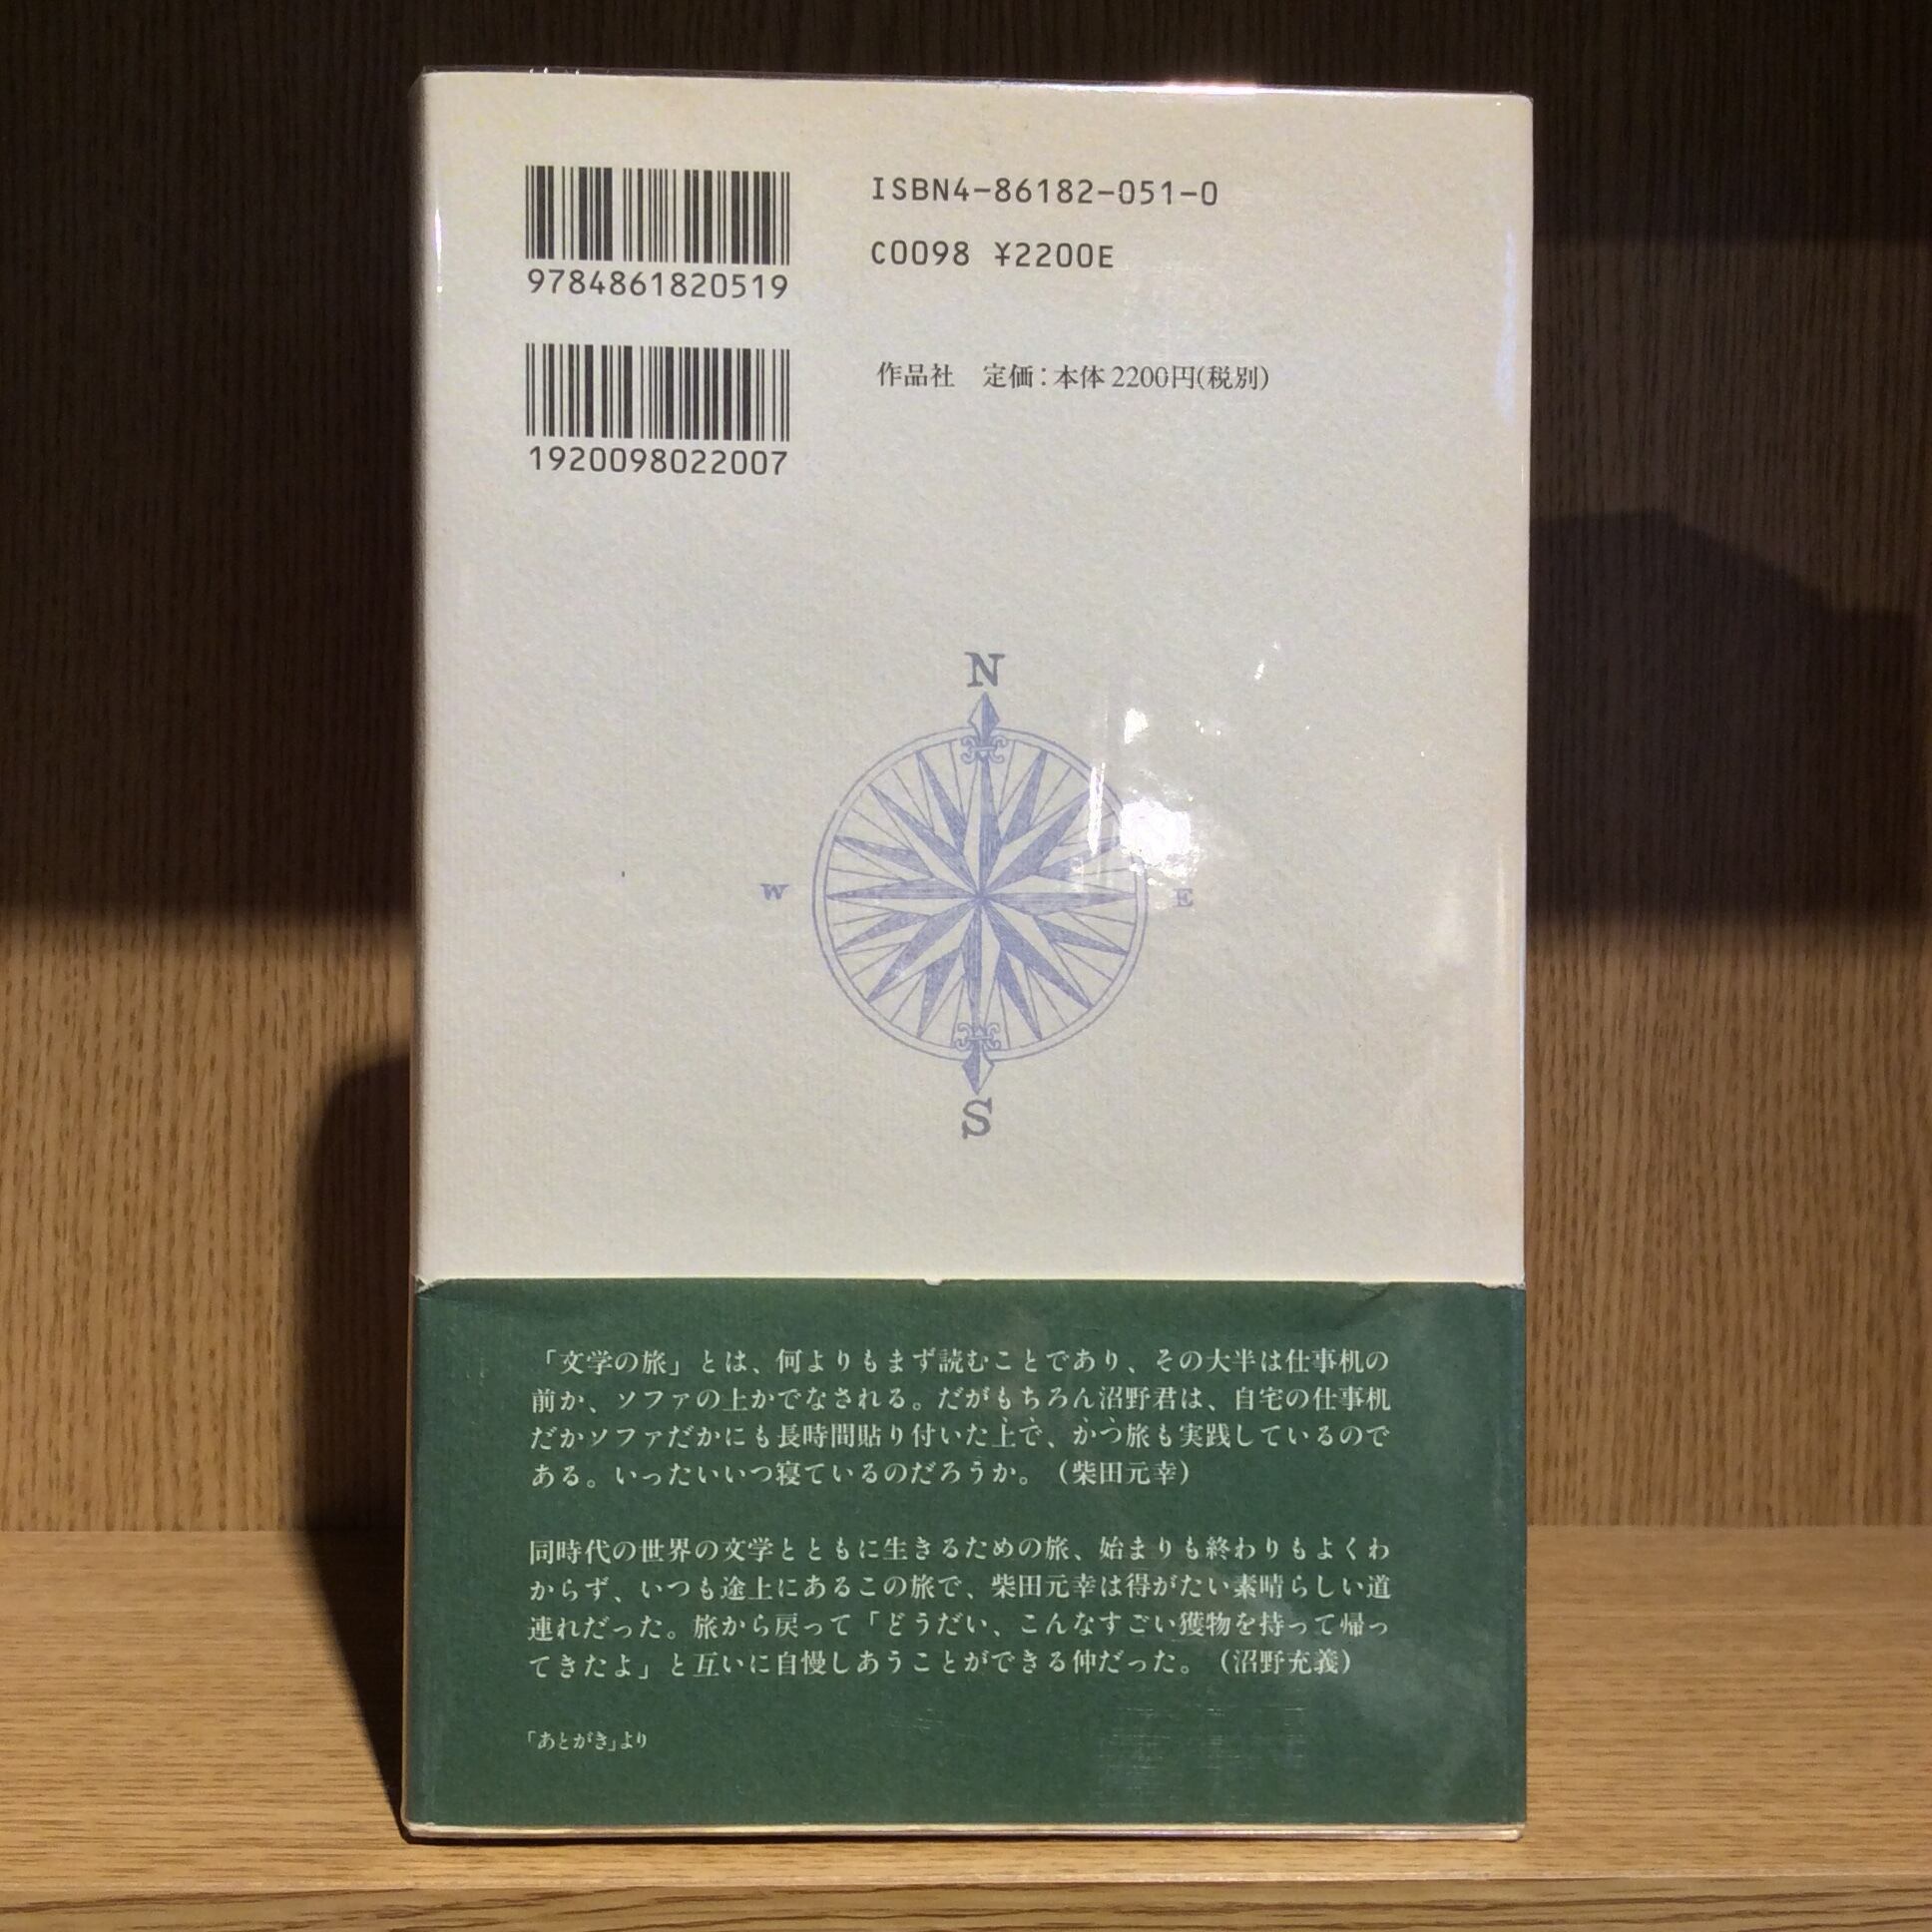 ISBN4-86182-051-0
C0098 ¥2200E
9784861820519
作品社　定価：本体2200円(税別)
1920098022007
N
W
E
S
「文学の旅」とは、何よりもまず読むことであり、その大半は仕事机の
前か、ソファの上かでなされる。だがもちろん沼野君は、自宅の仕事机
だかソファだかにも長時間貼り付いた上で、かつ旅も実践しているので
ある。いったいいつ寝ているのだろうか。（柴田元幸）
同時代の世界の文学とともに生きるための旅、始まりも終わりもよくわ
からず、いつも途上にあるこの旅で、柴田元幸は得がたい素晴らしい道
連れだった。旅から戻って「どうだい、こんなすごい獲物を持って帰っ
てきたよ」と互いに自慢しあうことができる仲だった。（沼野充義）
「あとがき」より